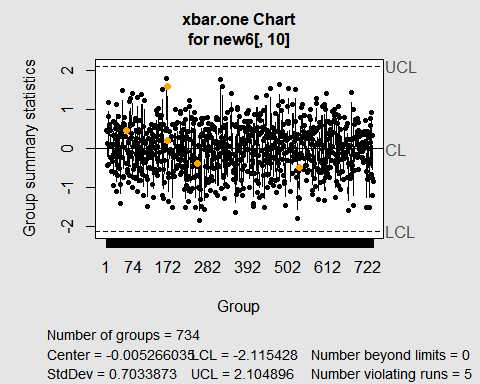 xbar.one Chart
for new6[, 10]
Group summary statistics
2
1
0
-1
-2
UCL
CL
LCL
1 74 172 282 392 502 612 722
Group
Number of groups = 734
Center = -0.005266035 LCL = -2.115428 Number beyond limits = 0
StdDev = 0.7033873 UCL = 2.104896 Number violating runs = 5